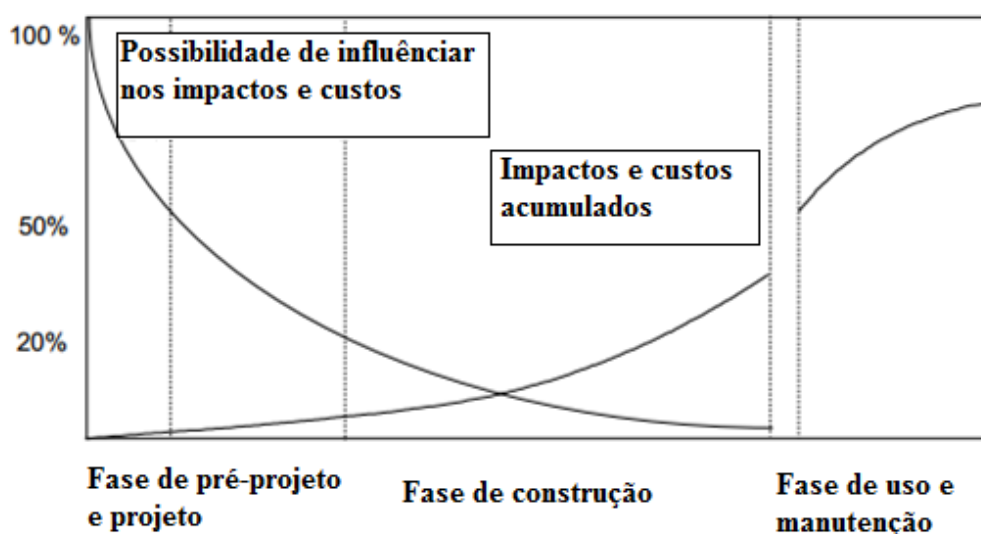 100 %
Possibilidade de influênciar
nos impactos e custos
Impactos e custos
acumulados
50%
20%
Fase de pré-projeto
e projeto
Fase de construção
Fase de uso e
manutenção